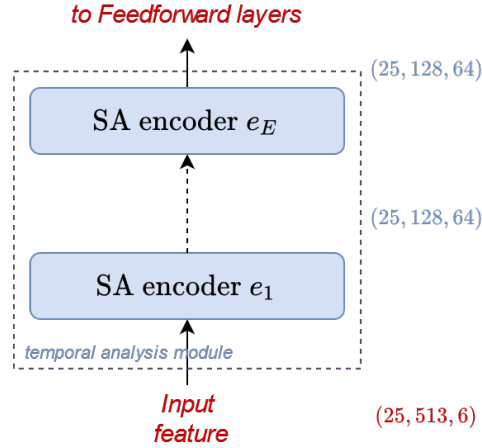 to Feedforward layers
(25, 128, 64)
SA encoder e_E
(25, 128, 64)
SA encoder e_1
temporal analysis module
Input
feature
(25, 513, 6)